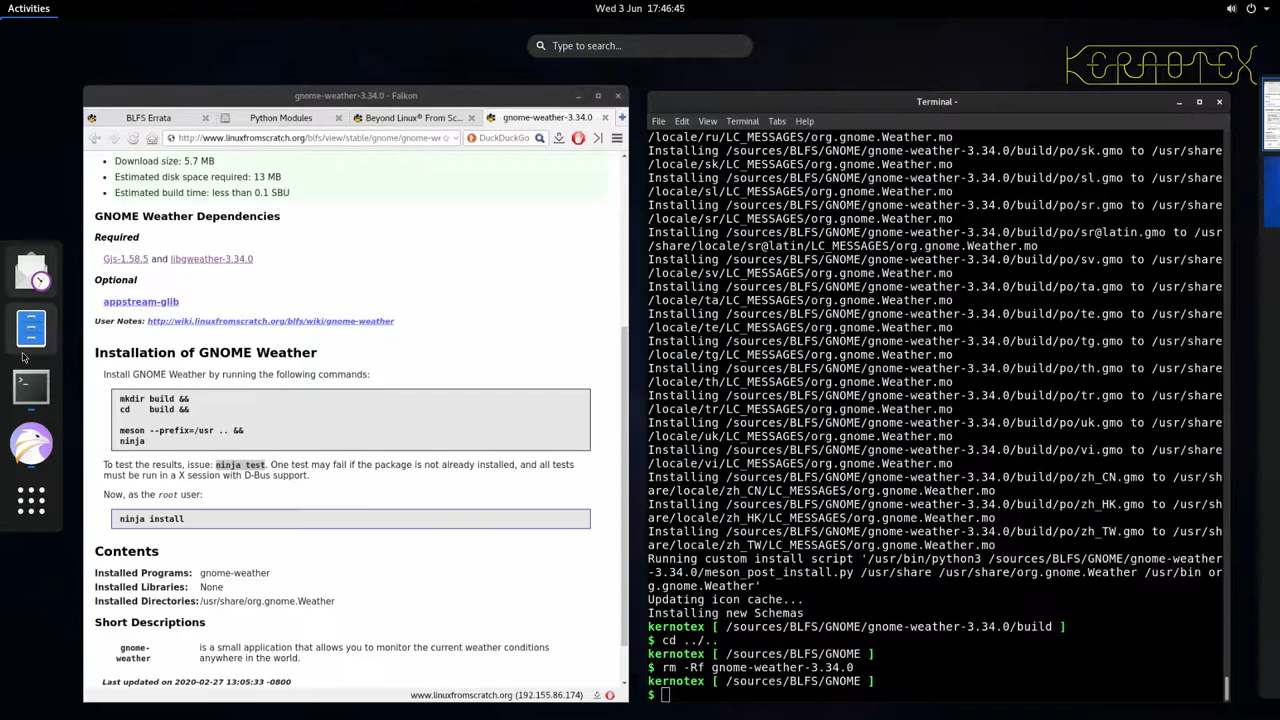 Activities
Wed 3 Jun 17:46:45
Type to search...
KERNOTEX
gnome-weather-3.34.0 - Falkon
BLFS Errata
Python Modules
Beyond Linux® From Sc...
gnome-weather-3.34.0
http://www.linuxfromscratch.org/blfs/view/stable/gnome/gnome-we
DuckDuckGo
Download size: 5.7 MB
Estimated disk space required: 13 MB
Estimated build time: less than 0.1 SBU
GNOME Weather Dependencies
Required
Gjs-1.58.5 and libgweather-3.34.0
Optional
appstream-glib
User Notes: http://wiki.linuxfromscratch.org/blfs/wiki/gnome-weather
Installation of GNOME Weather
Install GNOME Weather by running the following commands:
mkdir build &&
cd    build &&
meson --prefix=/usr .. &&
ninja
To test the results, issue: ninja test. One test may fail if the package is not already installed, and all tests
must be run in a X session with D-Bus support.
Now, as the root user:
ninja install
Contents
Installed Programs: gnome-weather
Installed Libraries: None
Installed Directories: /usr/share/org.gnome.Weather
Short Descriptions
gnome-
weather
is a small application that allows you to monitor the current weather conditions
anywhere in the world.
Last updated on 2020-02-27 13:05:33 -0800
www.linuxfromscratch.org (192.155.86.174)
Terminal -
File Edit View Terminal Tabs Help
/locale/ru/LC_MESSAGES/org.gnome.Weather.mo
Installing /sources/BLFS/GNOME/gnome-weather-3.34.0/build/po/sk.gmo to /usr/share
/locale/sk/LC_MESSAGES/org.gnome.Weather.mo
Installing /sources/BLFS/GNOME/gnome-weather-3.34.0/build/po/sl.gmo to /usr/share
/locale/sl/LC_MESSAGES/org.gnome.Weather.mo
Installing /sources/BLFS/GNOME/gnome-weather-3.34.0/build/po/sr.gmo to /usr/share
/locale/sr/LC_MESSAGES/org.gnome.Weather.mo
Installing /sources/BLFS/GNOME/gnome-weather-3.34.0/build/po/sr@latin.gmo to /usr
/share/locale/sr@latin/LC_MESSAGES/org.gnome.Weather.mo
Installing /sources/BLFS/GNOME/gnome-weather-3.34.0/build/po/sv.gmo to /usr/share
/locale/sv/LC_MESSAGES/org.gnome.Weather.mo
Installing /sources/BLFS/GNOME/gnome-weather-3.34.0/build/po/ta.gmo to /usr/share
/locale/ta/LC_MESSAGES/org.gnome.Weather.mo
Installing /sources/BLFS/GNOME/gnome-weather-3.34.0/build/po/te.gmo to /usr/share
/locale/te/LC_MESSAGES/org.gnome.Weather.mo
Installing /sources/BLFS/GNOME/gnome-weather-3.34.0/build/po/tg.gmo to /usr/share
/locale/tg/LC_MESSAGES/org.gnome.Weather.mo
Installing /sources/BLFS/GNOME/gnome-weather-3.34.0/build/po/th.gmo to /usr/share
/locale/th/LC_MESSAGES/org.gnome.Weather.mo
Installing /sources/BLFS/GNOME/gnome-weather-3.34.0/build/po/tr.gmo to /usr/share
/locale/tr/LC_MESSAGES/org.gnome.Weather.mo
Installing /sources/BLFS/GNOME/gnome-weather-3.34.0/build/po/uk.gmo to /usr/share
/locale/uk/LC_MESSAGES/org.gnome.Weather.mo
Installing /sources/BLFS/GNOME/gnome-weather-3.34.0/build/po/vi.gmo to /usr/share
/locale/vi/LC_MESSAGES/org.gnome.Weather.mo
Installing /sources/BLFS/GNOME/gnome-weather-3.34.0/build/po/zh_CN.gmo to /usr/sh
are/locale/zh_CN/LC_MESSAGES/org.gnome.Weather.mo
Installing /sources/BLFS/GNOME/gnome-weather-3.34.0/build/po/zh_HK.gmo to /usr/sh
are/locale/zh_HK/LC_MESSAGES/org.gnome.Weather.mo
Installing /sources/BLFS/GNOME/gnome-weather-3.34.0/build/po/zh_TW.gmo to /usr/sh
are/locale/zh_TW/LC_MESSAGES/org.gnome.Weather.mo
Running custom install script '/usr/bin/python3 /sources/BLFS/GNOME/gnome-weather
-3.34.0/meson_post_install.py /usr/share /usr/share/org.gnome.Weather /usr/bin or
g.gnome.Weather'
Updating icon cache...
Installing new Schemas
kernotex [ /sources/BLFS/GNOME/gnome-weather-3.34.0/build ]
$ cd ../..
kernotex [ /sources/BLFS/GNOME ]
$ rm -Rf gnome-weather-3.34.0
kernotex [ /sources/BLFS/GNOME ]
$